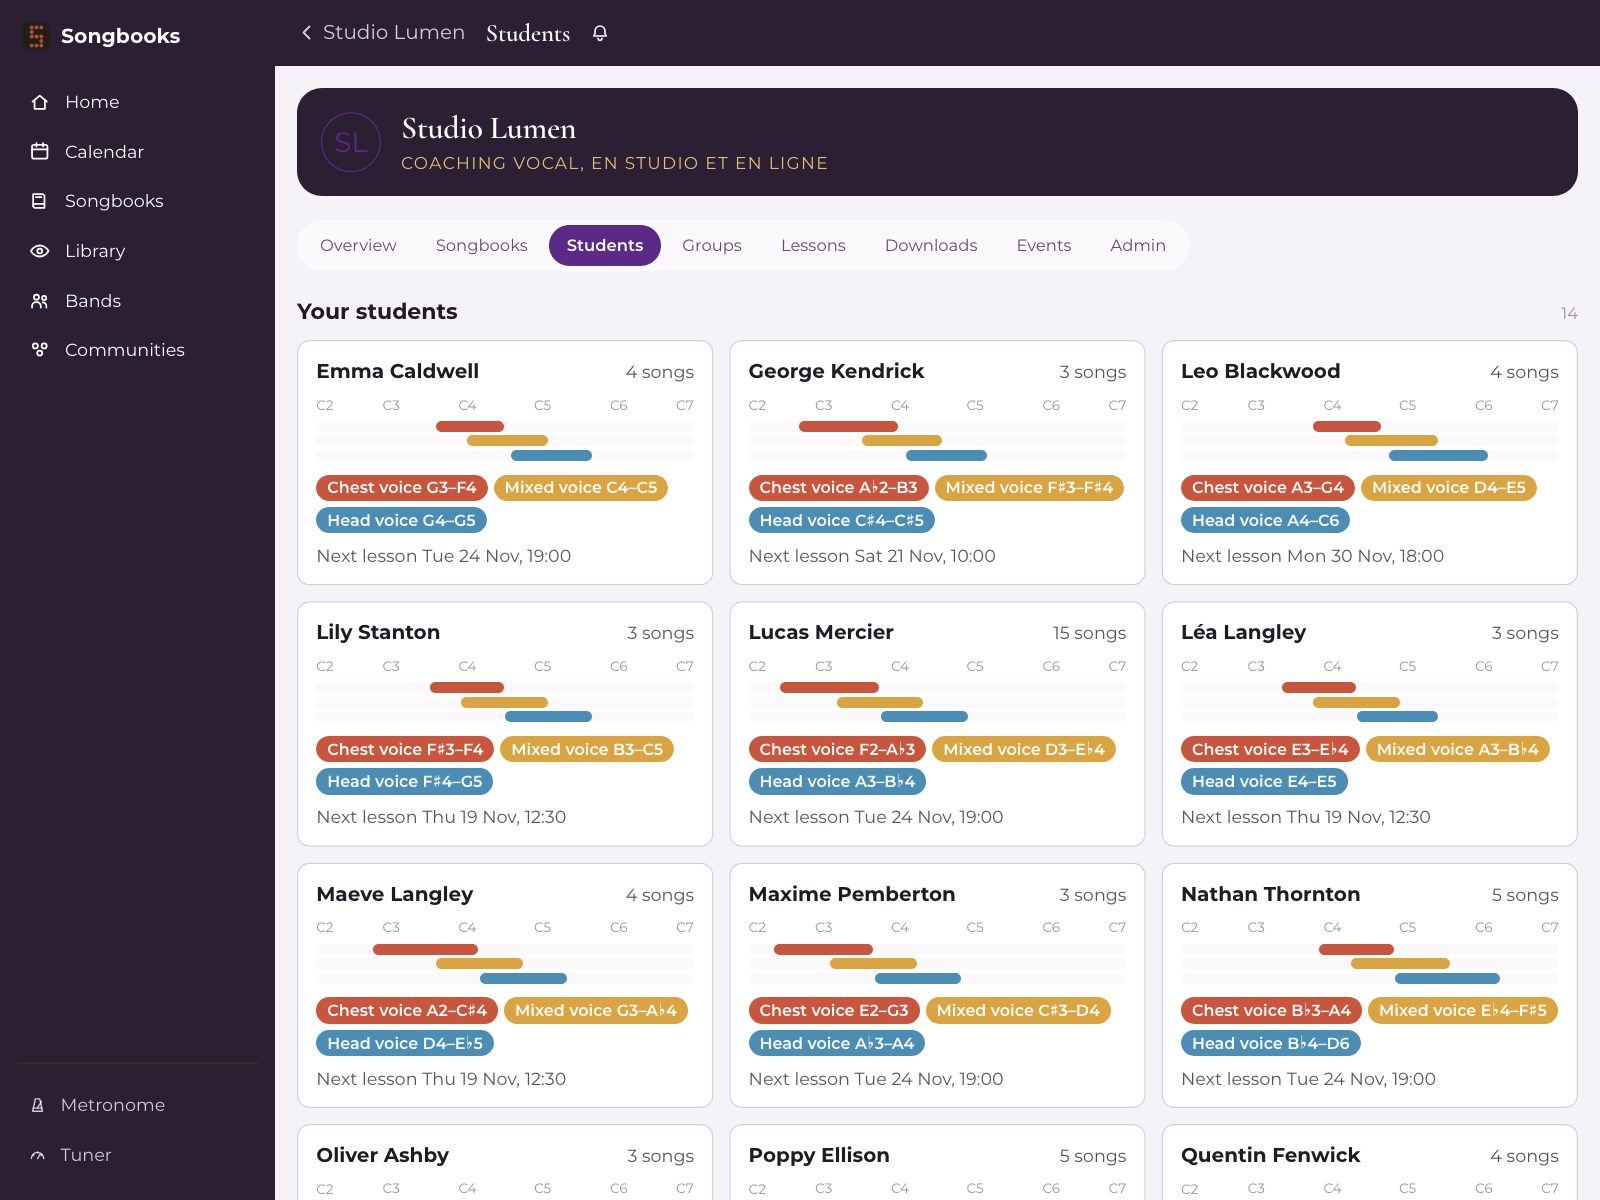 Songbooks
Home
Calendar
Songbooks
Library
Bands
Communities
Metronome
Tuner
Studio Lumen Students
SL
Studio Lumen
COACHING VOCAL, EN STUDIO ET EN LIGNE
Overview Songbooks Students Groups Lessons Downloads Events Admin
Your students 14
Emma Caldwell 4 songs
C2 C3 C4 C5 C6 C7
Chest voice G3–F4 Mixed voice C4–C5
Head voice G4–G5
Next lesson Tue 24 Nov, 19:00
George Kendrick 3 songs
C2 C3 C4 C5 C6 C7
Chest voice A♭2–B3 Mixed voice F♯3–F♯4
Head voice C♯4–C♯5
Next lesson Sat 21 Nov, 10:00
Leo Blackwood 4 songs
C2 C3 C4 C5 C6 C7
Chest voice A3–G4 Mixed voice D4–E5
Head voice A4–C6
Next lesson Mon 30 Nov, 18:00
Lily Stanton 3 songs
C2 C3 C4 C5 C6 C7
Chest voice F♯3–F4 Mixed voice B3–C5
Head voice F♯4–G5
Next lesson Thu 19 Nov, 12:30
Lucas Mercier 15 songs
C2 C3 C4 C5 C6 C7
Chest voice F2–A♭3 Mixed voice D3–E♭4
Head voice A3–B♭4
Next lesson Tue 24 Nov, 19:00
Léa Langley 3 songs
C2 C3 C4 C5 C6 C7
Chest voice E3–E♭4 Mixed voice A3–B♭4
Head voice E4–E5
Next lesson Thu 19 Nov, 12:30
Maeve Langley 4 songs
C2 C3 C4 C5 C6 C7
Chest voice A2–C♯4 Mixed voice G3–A♭4
Head voice D4–E♭5
Next lesson Thu 19 Nov, 12:30
Maxime Pemberton 3 songs
C2 C3 C4 C5 C6 C7
Chest voice E2–G3 Mixed voice C♯3–D4
Head voice A♭3–A4
Next lesson Tue 24 Nov, 19:00
Nathan Thornton 5 songs
C2 C3 C4 C5 C6 C7
Chest voice B♭3–A4 Mixed voice E♭4–F♯5
Head voice B♭4–D6
Next lesson Tue 24 Nov, 19:00
Oliver Ashby 3 songs
C2 C3 C4 C5 C6 C7
Poppy Ellison 5 songs
C2 C3 C4 C5 C6 C7
Quentin Fenwick 4 songs
C2 C3 C4 C5 C6 C7